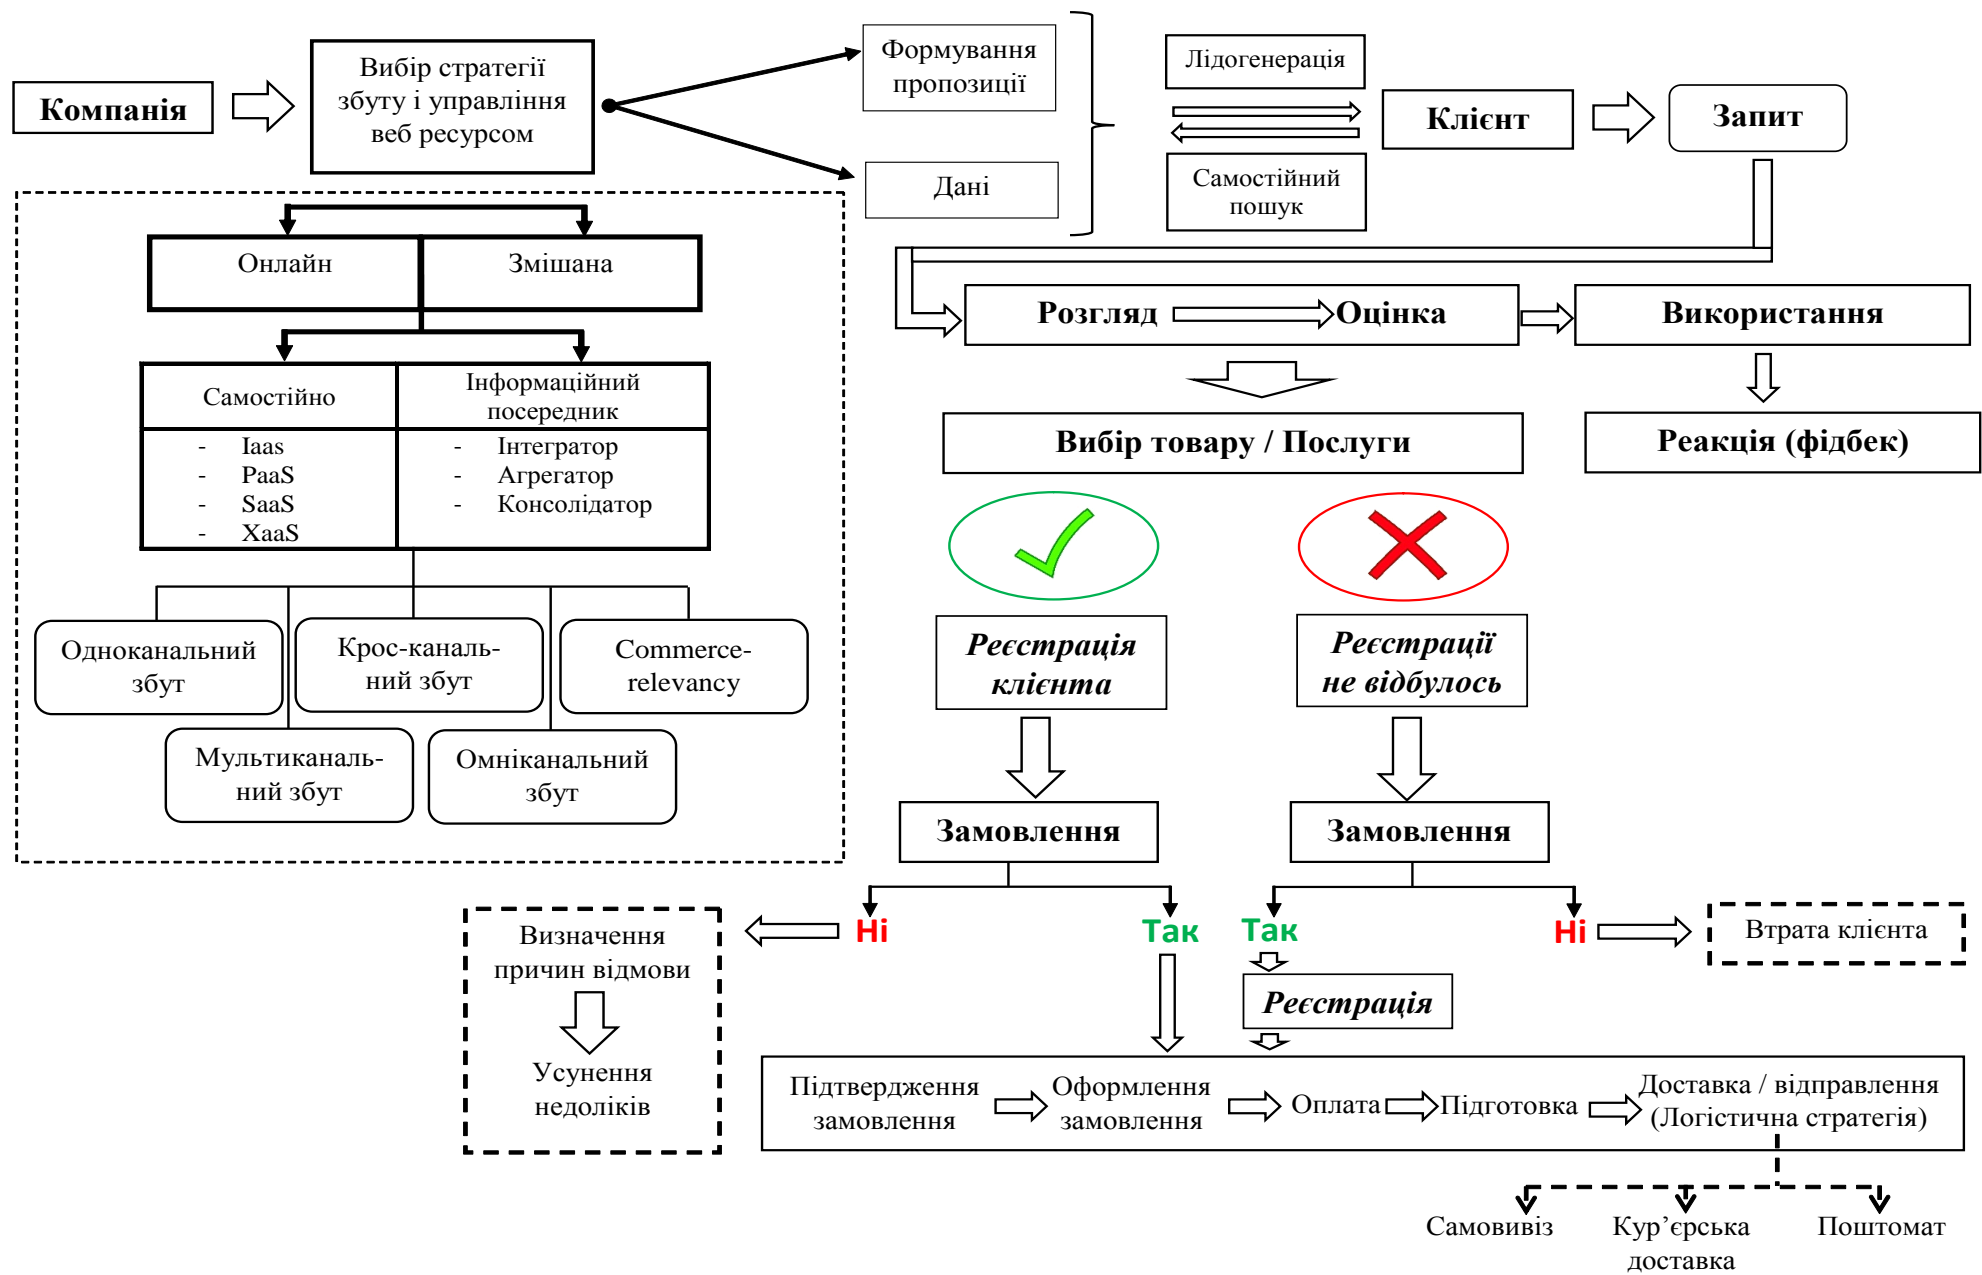 Компанія
Вибір стратегії
збуту і управління
веб ресурсом
Формування
пропозиції
Дані
Лідогенерація
Самостійний
пошук
Клієнт
Запит
Онлайн
Змішана
Самостійно
Інформаційний
посередник
- Iaas
- PaaS
- SaaS
- XaaS
- Інтегратор
- Агрегатор
- Консолідатор
Одноканальний
збут
Крос-каналь-
ний збут
Commerce-
relevancy
Мультиканаль-
ний збут
Омніканальний
збут
Розгляд
Оцінка
Використання
Вибір товару / Послуги
Реакція (фідбек)
Реєстрація
клієнта
Реєстрації
не відбулось
Замовлення
Замовлення
Ні
Так
Так
Ні
Визначення
причин відмови
Усунення
недоліків
Втрата клієнта
Реєстрація
Підтвердження
замовлення
Оформлення
замовлення
Оплата
Підготовка
Доставка / відправлення
(Логістична стратегія)
Самовивіз
Кур’єрська
доставка
Поштомат